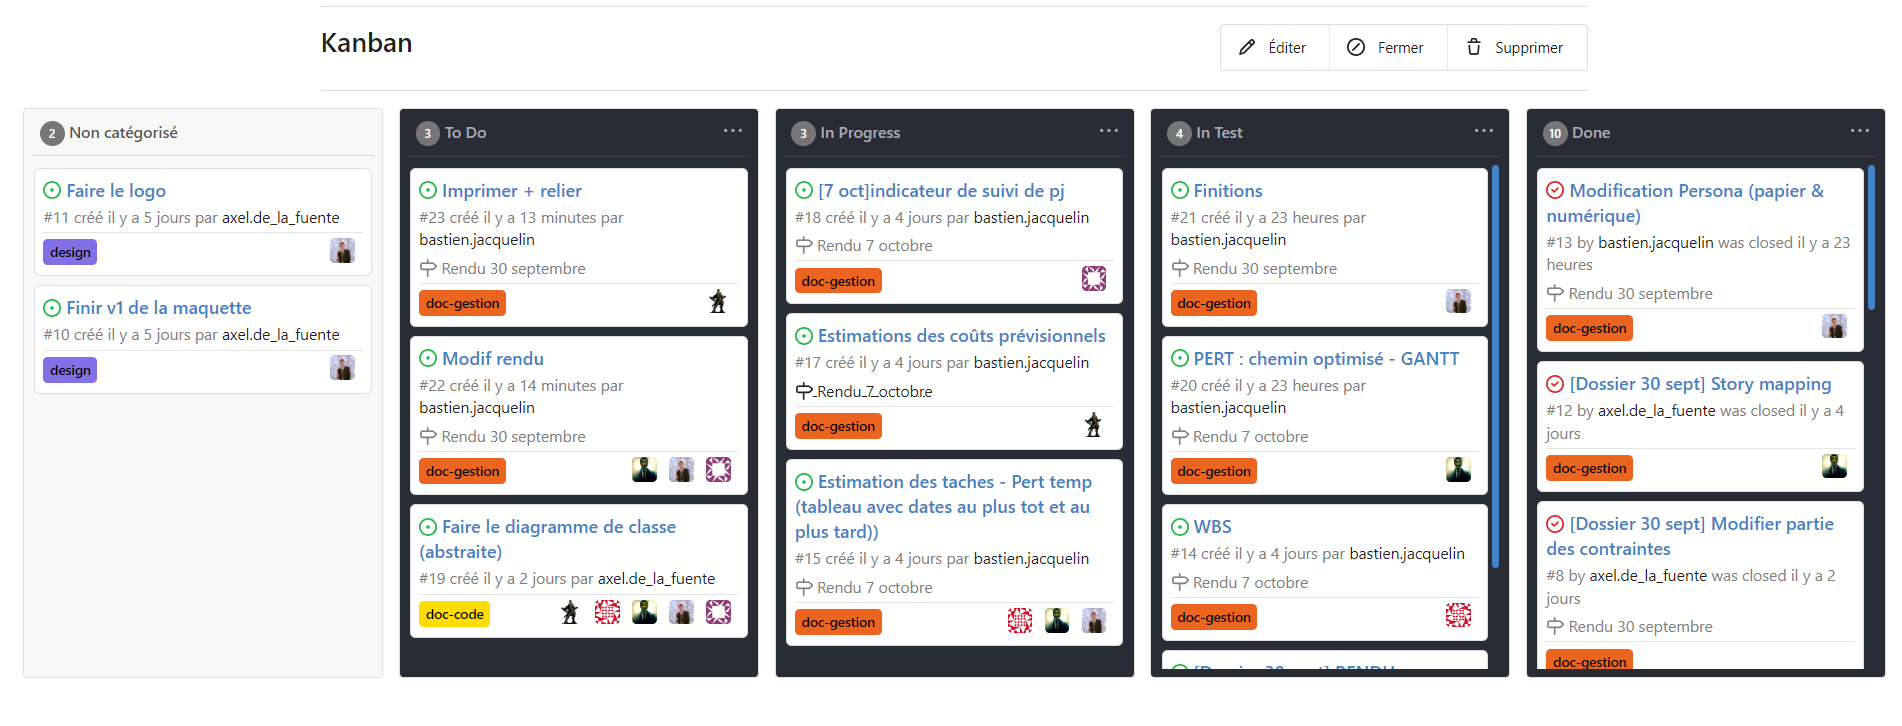 Kanban
Éditer
Fermer
Supprimer
2 Non catégorisé
Faire le logo
#11 créé il y a 5 jours par axel.de_la_fuente
design
Finir v1 de la maquette
#10 créé il y a 5 jours par axel.de_la_fuente
design
3 To Do
Imprimer + relier
#23 créé il y a 13 minutes par
bastien.jacquelin
Rendu 30 septembre
doc-gestion
Modif rendu
#22 créé il y a 14 minutes par
bastien.jacquelin
Rendu 30 septembre
doc-gestion
Faire le diagramme de classe
(abstraite)
#19 créé il y a 2 jours par axel.de_la_fuente
doc-code
3 In Progress
[7 oct]indicateur de suivi de pj
#18 créé il y a 4 jours par bastien.jacquelin
Rendu 7 octobre
doc-gestion
Estimations des coûts prévisionnels
#17 créé il y a 4 jours par bastien.jacquelin
Rendu 7 octobre
doc-gestion
Estimation des taches - Pert temp
(tableau avec dates au plus tot et au
plus tard))
#15 créé il y a 4 jours par bastien.jacquelin
Rendu 7 octobre
doc-gestion
4 In Test
Finitions
#21 créé il y a 23 heures par
bastien.jacquelin
Rendu 30 septembre
doc-gestion
PERT : chemin optimisé - GANTT
#20 créé il y a 23 heures par
bastien.jacquelin
Rendu 7 octobre
doc-gestion
WBS
#14 créé il y a 4 jours par bastien.jacquelin
Rendu 7 octobre
doc-gestion
[Dossier 30 sept] RENDU
10 Done
Modification Persona (papier &
numérique)
#13 by bastien.jacquelin was closed il y a 23
heures
Rendu 30 septembre
doc-gestion
[Dossier 30 sept] Story mapping
#12 by axel.de_la_fuente was closed il y a 4
jours
doc-gestion
[Dossier 30 sept] Modifier partie
des contraintes
#8 by axel.de_la_fuente was closed il y a 2
jours
Rendu 30 septembre
doc-gestion